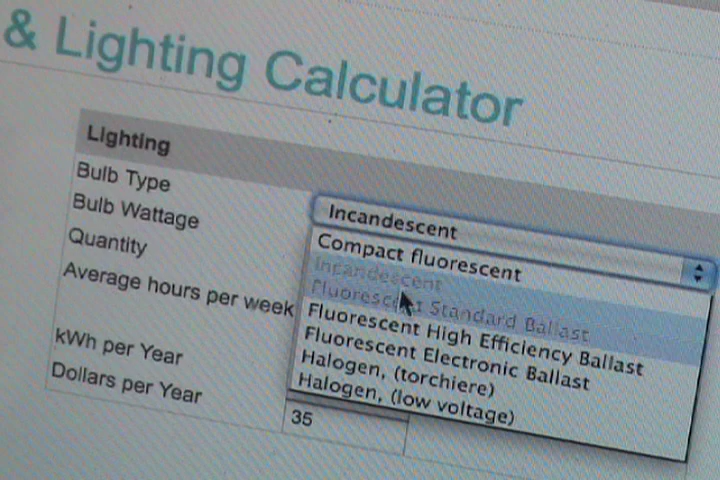 & Lighting Calculator
Lighting
Bulb Type
Incandescent
Bulb Wattage
Compact fluorescent
Incandescent
Quantity
Fluorescent Standard Ballast
Average hours per week
Fluorescent High Efficiency Ballast
Fluorescent Electronic Ballast
Halogen, (torchiere)
kWh per Year
Halogen, (low voltage)
Dollars per Year
35